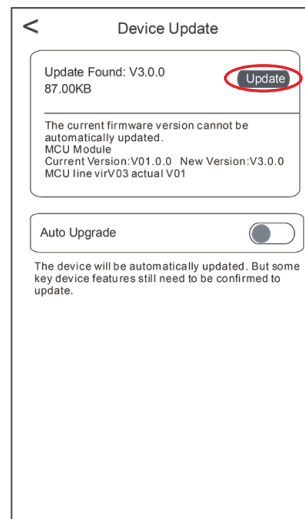 < Device Update
Update Found: V3.0.0
87.00KB
Update
The current firmware version cannot be
automatically updated.
MCU Module
Current Version:V01.0.0 New Version:V3.0.0
MCU line virV03 actual V01
Auto Upgrade
The device will be automatically updated. But some
key device features still need to be confirmed to
update.